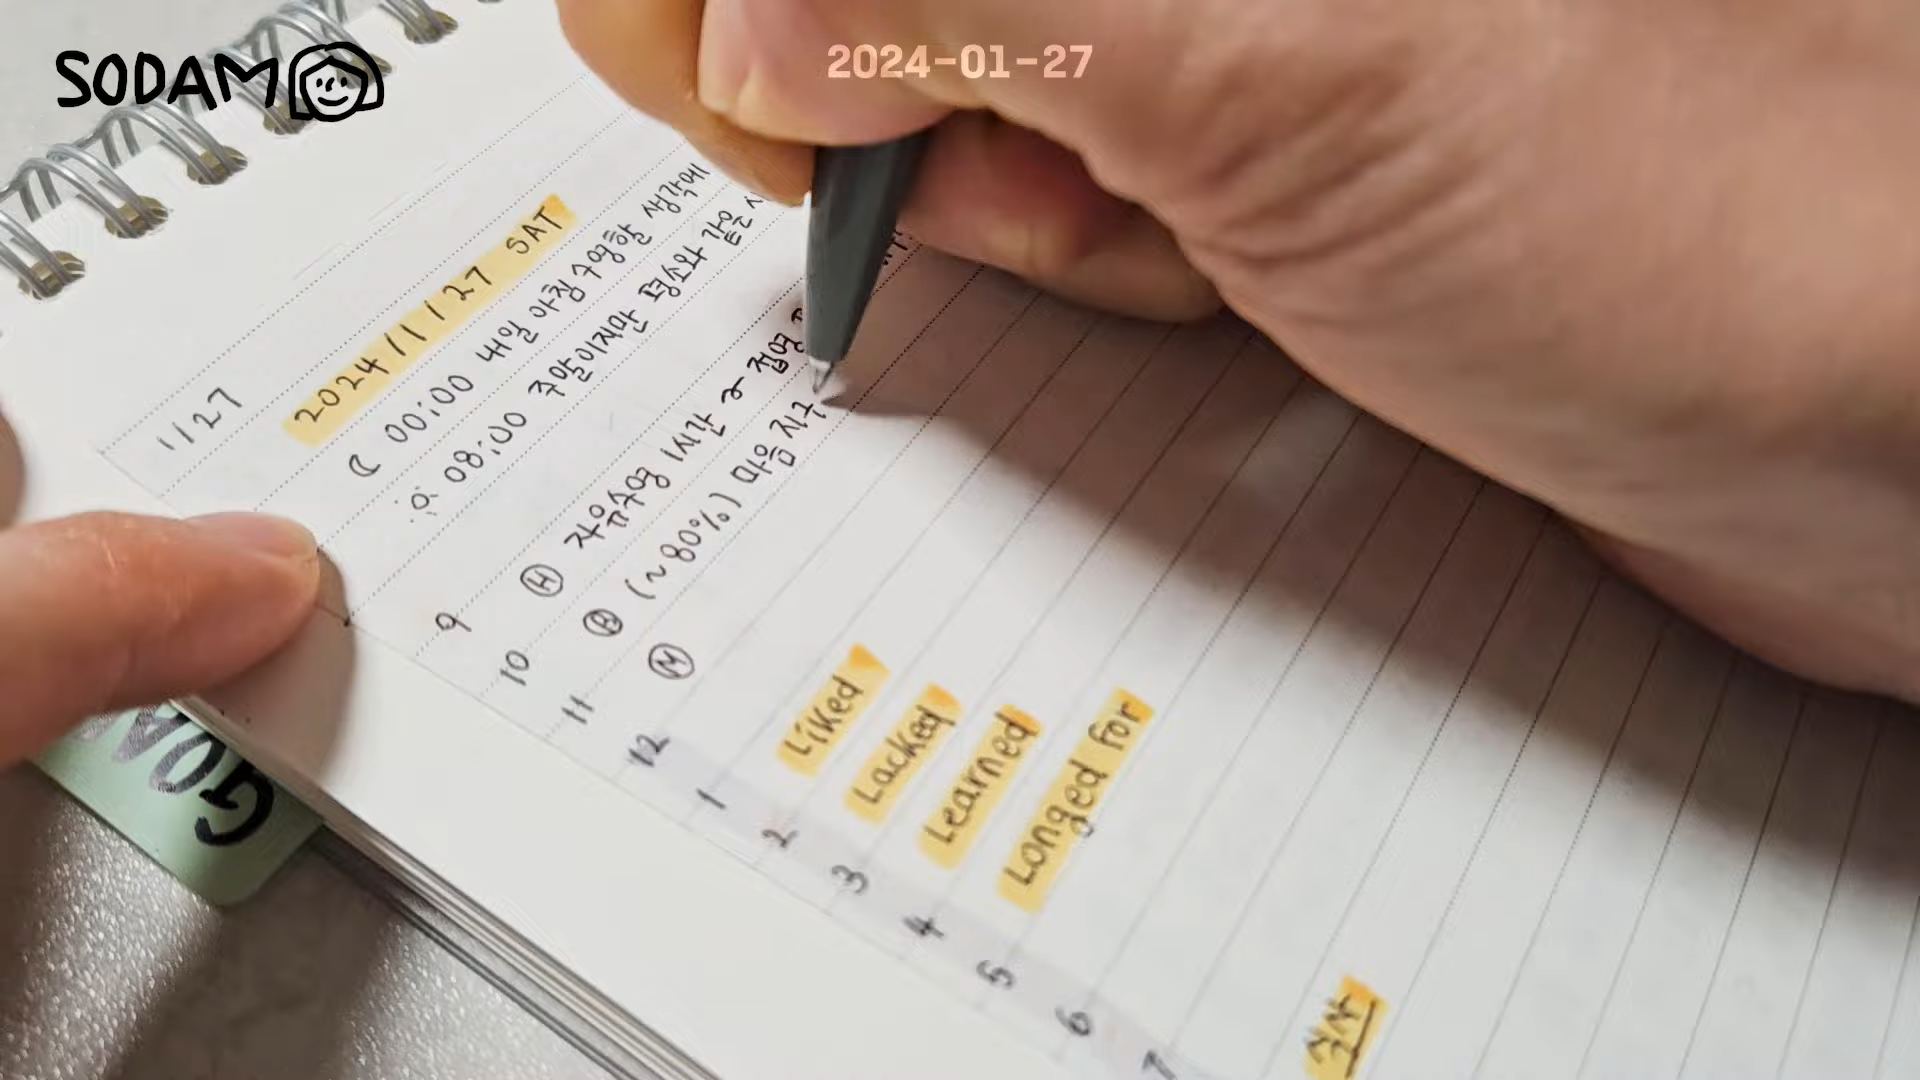 SODAM
2024-01-27
1/27
2024/1/27 SAT
00:00 내일 아침 수영할 생각에
08:00 주말이지만 평소와 같은
9
H 자유수영 1시간 & 접영
10
B (~80%) 마음 지구
11
M
12
1
Liked
2
Lacked
3
Learned
4
Longed for
5
6
7
GOA